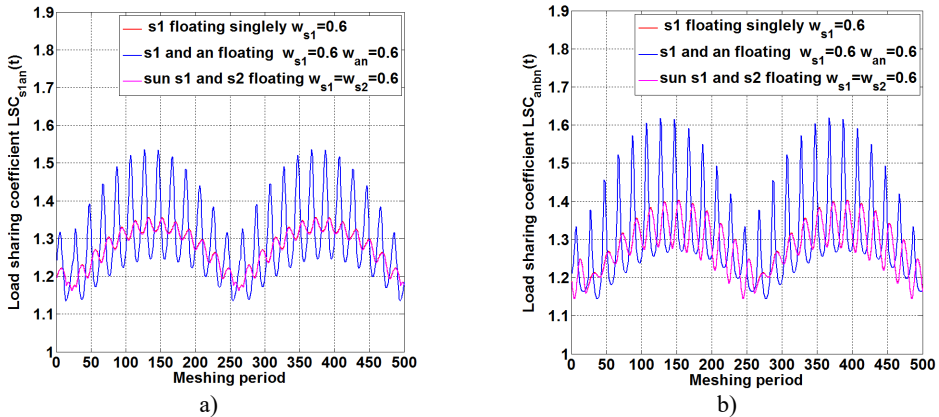 s1 floating singlely w_s1=0.6
s1 and an floating w_s1=0.6 w_an=0.6
sun s1 and s2 floating w_s1=w_s2=0.6
Load sharing coefficient LSC_s1an(t)
1.9
1.8
1.7
1.6
1.5
1.4
1.3
1.2
1.1
1
0 50 100 150 200 250 300 350 400 450 500
Meshing period
a)
s1 floating singlely w_s1=0.6
s1 and an floating w_s1=0.6 w_an=0.6
sun s1 and s2 floating w_s1=w_s2=0.6
Load sharing coefficient LSC_anbn(t)
1.9
1.8
1.7
1.6
1.5
1.4
1.3
1.2
1.1
1
0 50 100 150 200 250 300 350 400 450 500
Meshing period
b)